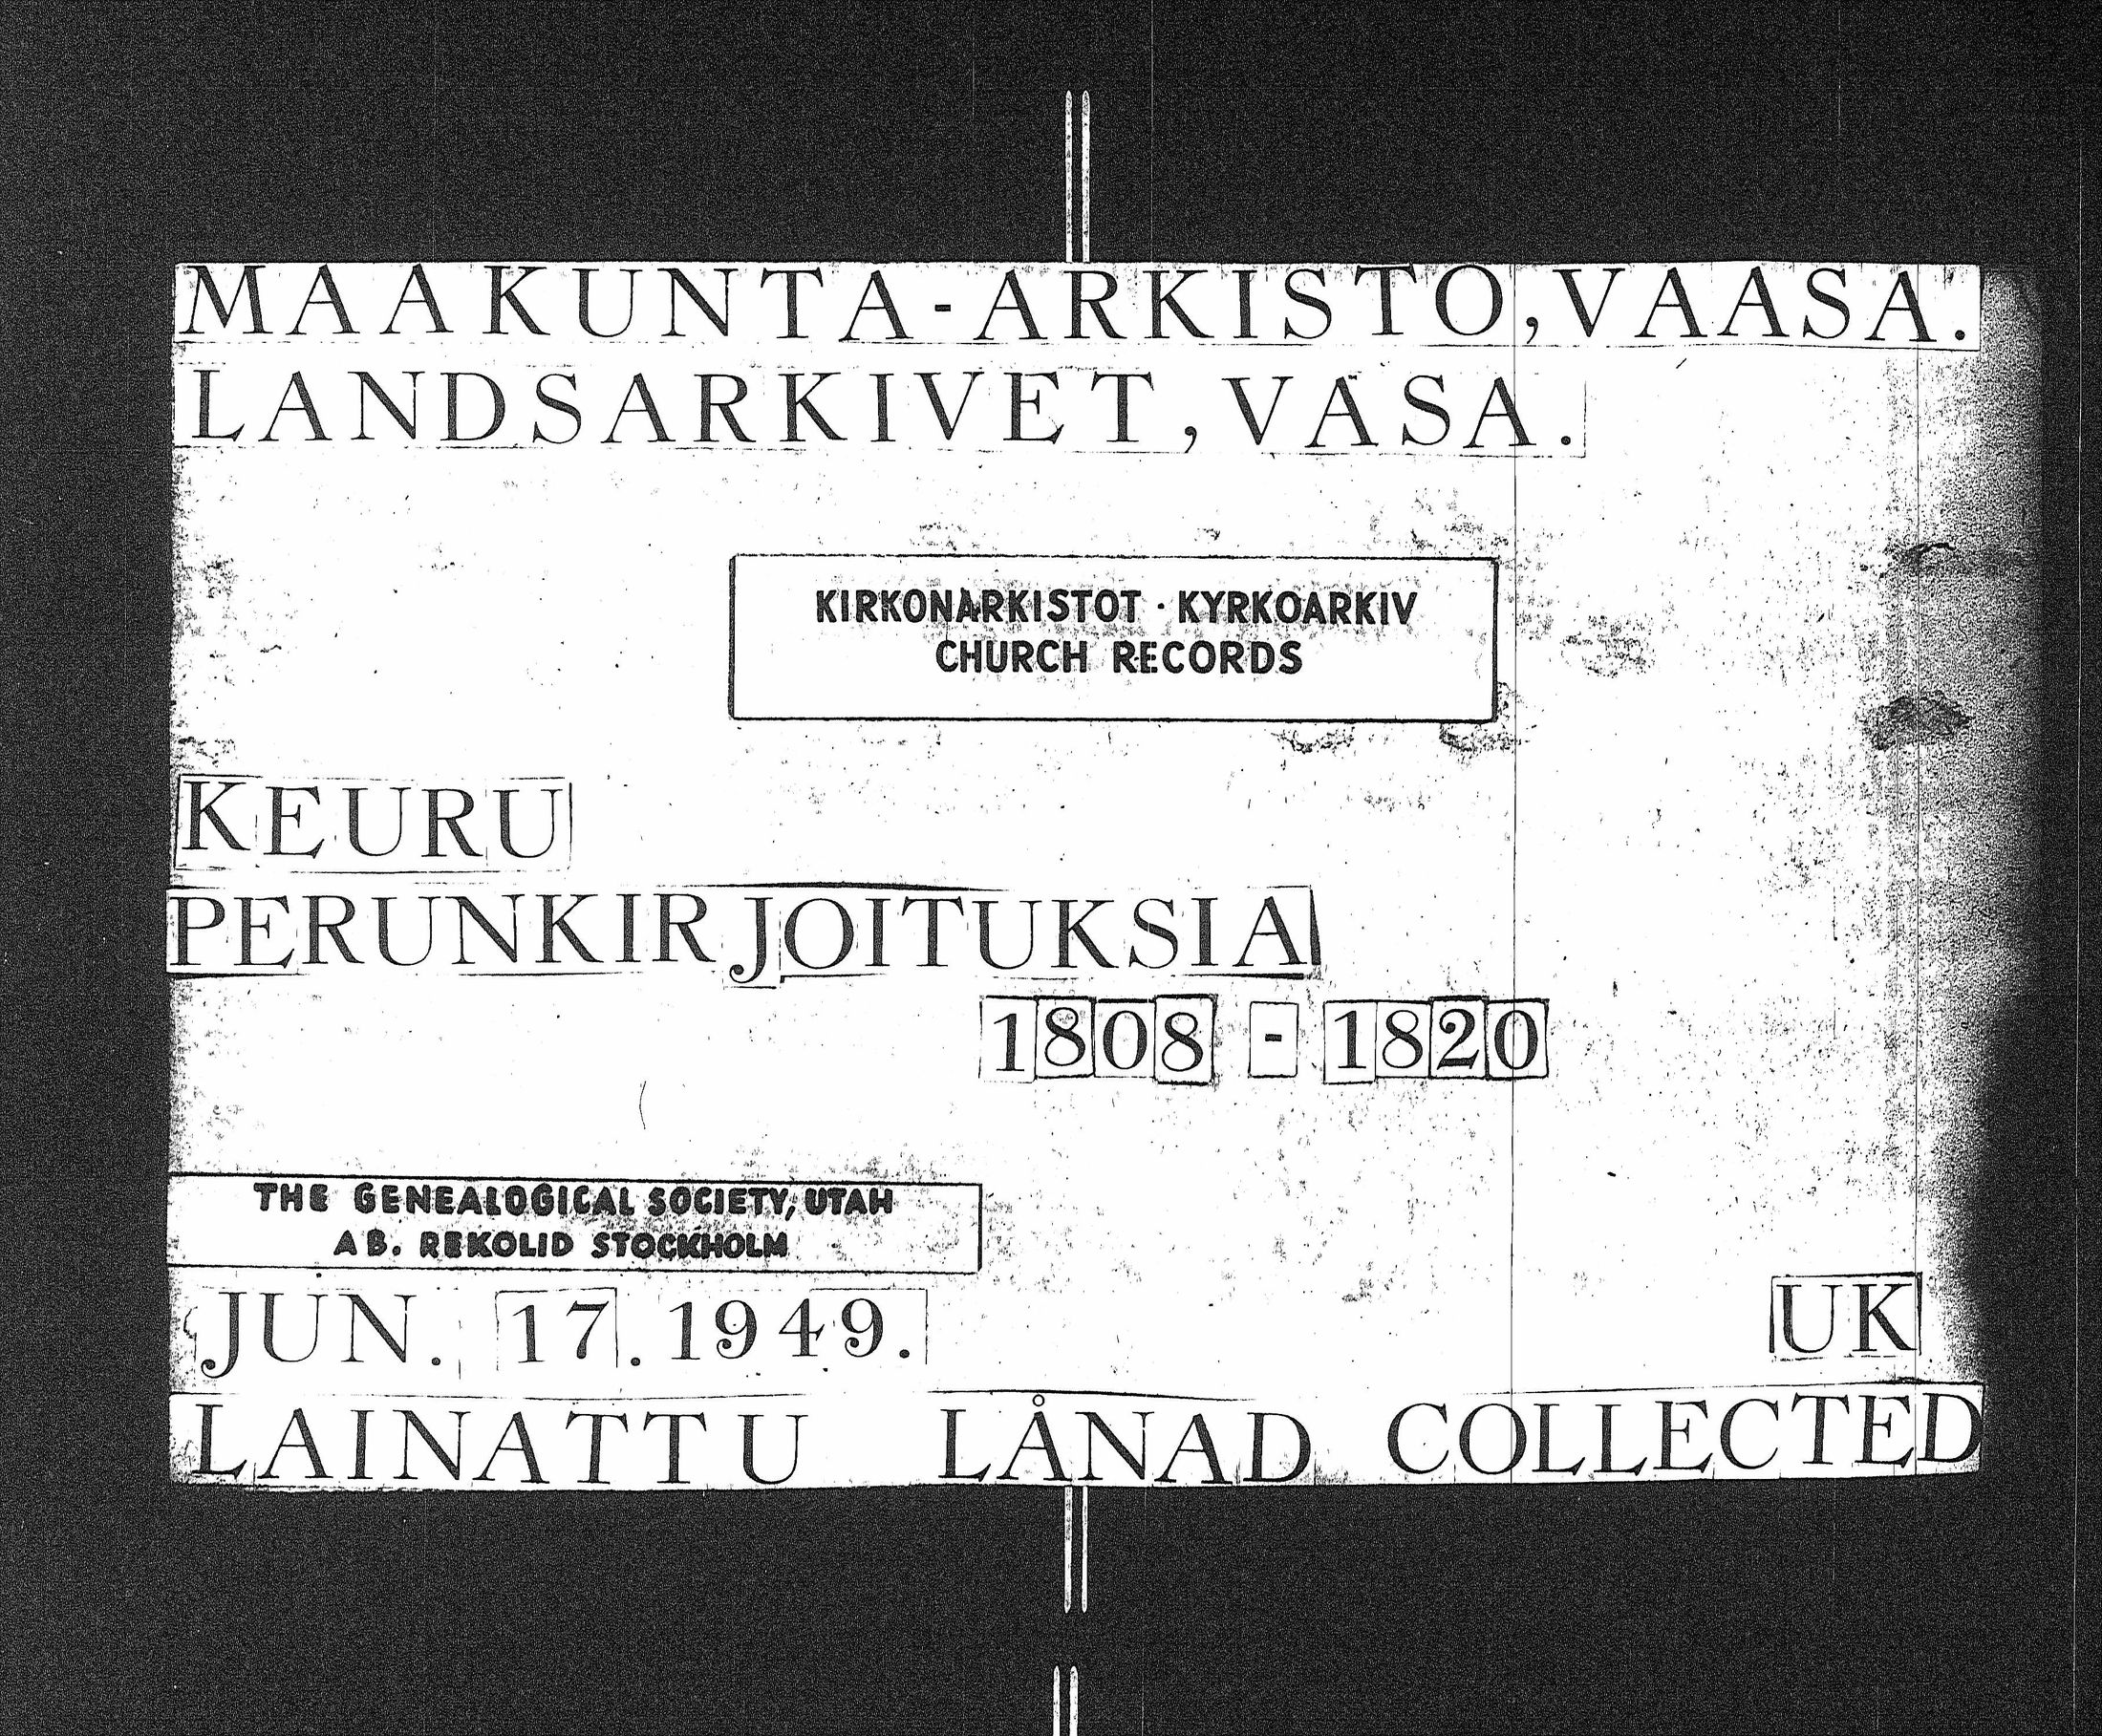 MAAKUNTA-ARKISTO, VAASA.
LANDSARKIVET, VASA.
KIRKONARKISTOT · KYRKOARKIV
CHURCH RECORDS
KEURU
PERUNKIRJOITUKSIA
1808 - 1820
THE GENEALOGICAL SOCIETY, UTAH
AB. REKOLID STOCKHOLM
JUN. 17. 1949.
UK
LAINATTU LÅNAD COLLECTED